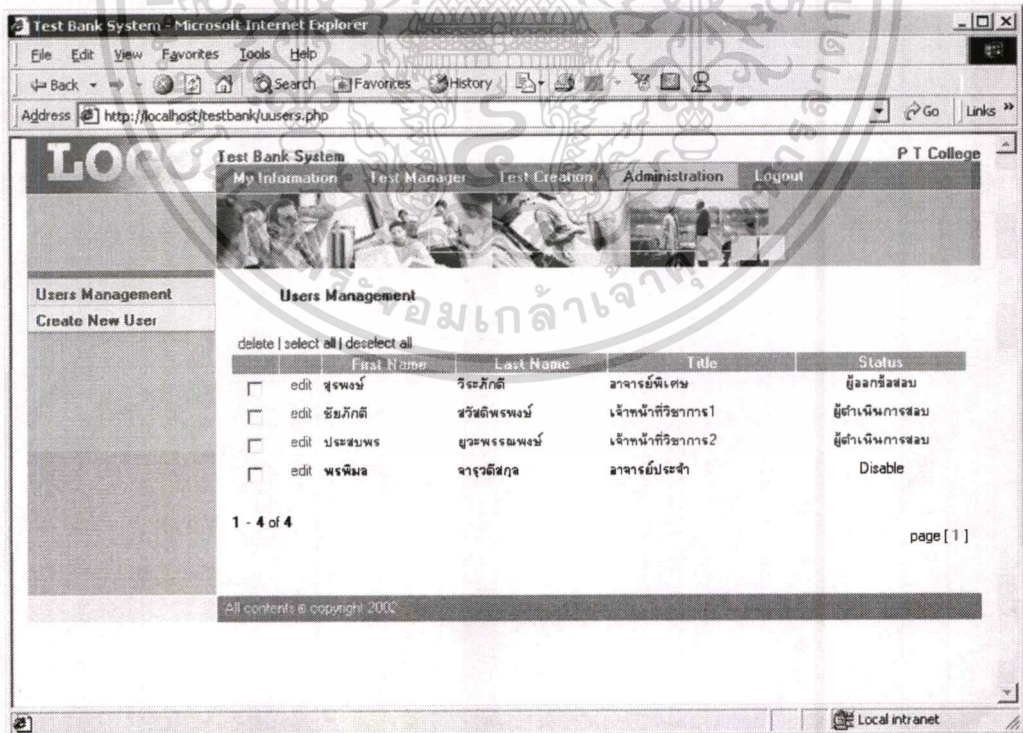 Test Bank System - Microsoft Internet Explorer
File Edit View Favorites Tools Help
Back Search Favorites History
Address http://localhost/testbank/uusers.php Go Links »
Test Bank System P T College
My Information Test Manager Test Creation Administration Logout
Users Management
Create New User
Users Management
delete | select all | deselect all
First Name Last Name Title Status
edit สุรพงษ์ วิระภักดี อาจารย์พิเศษ ผู้ออกข้อสอบ
edit ชัยภักดี สวัสดิพรพงษ์ เจ้าหน้าที่วิชาการ1 ผู้ดำเนินการสอบ
edit ประสบพร ยุวะพรรณพงษ์ เจ้าหน้าที่วิชาการ2 ผู้ดำเนินการสอบ
edit พรพิมล จารุวดีสกุล อาจารย์ประจำ Disable
1 - 4 of 4
page [ 1 ]
All contents © copyright 2002
Local intranet